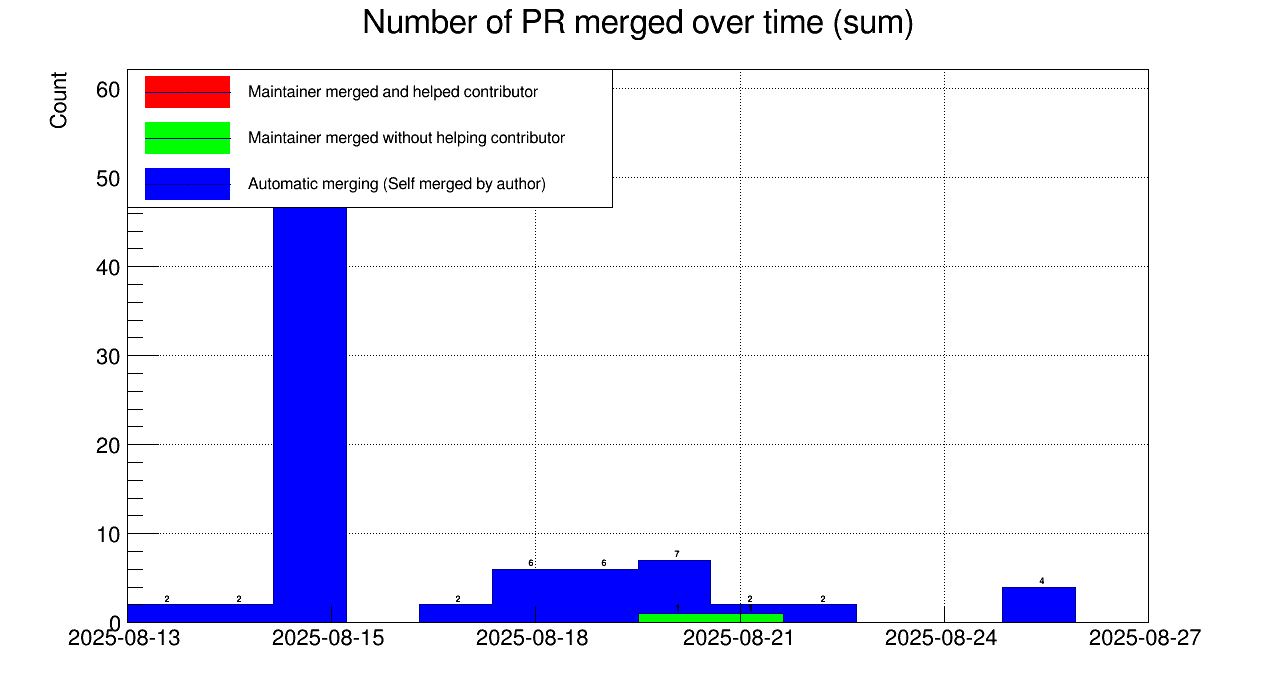 Number of PR merged over time (sum)
Count
60
50
40
30
20
10
0
Maintainer merged and helped contributor
Maintainer merged without helping contributor
Automatic merging (Self merged by author)
2 2 2 6 6 7 2 2 4
1 1
2025-08-13 2025-08-15 2025-08-18 2025-08-21 2025-08-24 2025-08-27